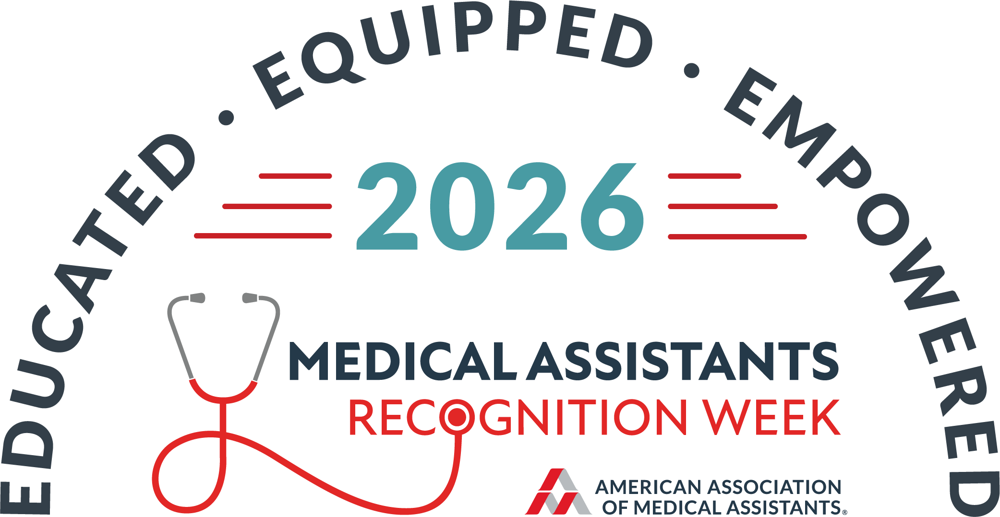 EDUCATED • EQUIPPED • EMPOWERED
2026
MEDICAL ASSISTANTS
RECOGNITION WEEK
AMERICAN ASSOCIATION
OF MEDICAL ASSISTANTS®